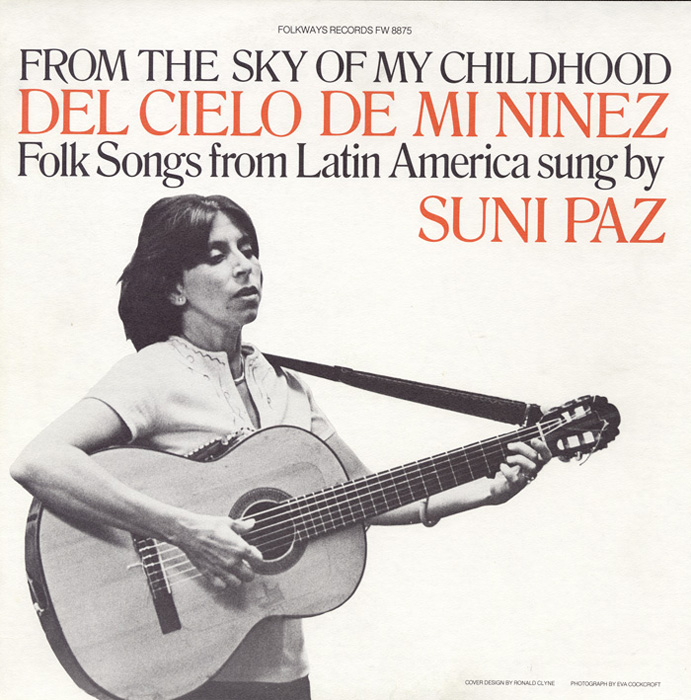 FOLKWAYS RECORDS FW 8875
FROM THE SKY OF MY CHILDHOOD
DEL CIELO DE MI NINEZ
Folk Songs from Latin America sung by
SUNI PAZ
COVER DESIGN BY RONALD CLYNE PHOTOGRAPH BY EVA COCKCROFT